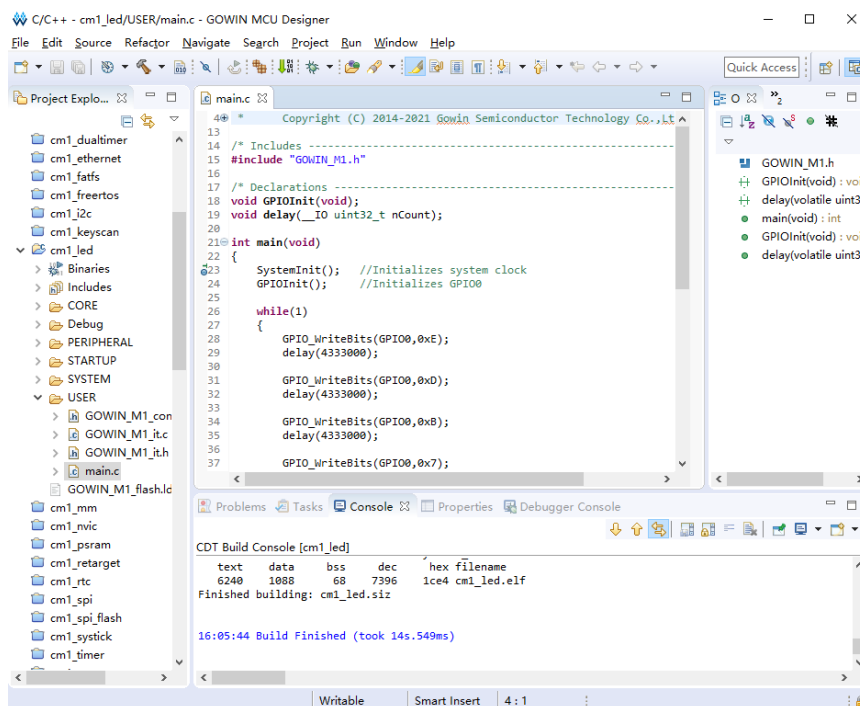 C/C++ - cm1_led/USER/main.c - GOWIN MCU Designer
File Edit Source Refactor Navigate Search Project Run Window Help
Quick Access
Project Explo...
cm1_dualtimer
cm1_ethernet
cm1_fatfs
cm1_freertos
cm1_i2c
cm1_keyscan
cm1_led
Binaries
Includes
CORE
Debug
PERIPHERAL
STARTUP
SYSTEM
USER
GOWIN_M1_con
GOWIN_M1_it.c
GOWIN_M1_it.h
main.c
GOWIN_M1_flash.ld
cm1_mm
cm1_nvic
cm1_psram
cm1_retarget
cm1_rtc
cm1_spi
cm1_spi_flash
cm1_systick
cm1_timer
main.c
4 * Copyright (C) 2014-2021 Gowin Semiconductor Technology Co.,Lt
13
14 /* Includes ------------------------------------------
15 #include "GOWIN_M1.h"
16
17 /* Declarations ---------------------------------------
18 void GPIOInit(void);
19 void delay(__IO uint32_t nCount);
20
21 int main(void)
22 {
23 SystemInit(); //Initializes system clock
24 GPIOInit(); //Initializes GPIO0
25
26 while(1)
27 {
28 GPIO_WriteBits(GPIO0,0xE);
29 delay(4333000);
30
31 GPIO_WriteBits(GPIO0,0xD);
32 delay(4333000);
33
34 GPIO_WriteBits(GPIO0,0xB);
35 delay(4333000);
36
37 GPIO_WriteBits(GPIO0,0x7);
O
2
GOWIN_M1.h
GPIOInit(void) : voi
delay(volatile uint3
main(void) : int
GPIOInit(void) : voi
delay(volatile uint3
Problems Tasks Console Properties Debugger Console
CDT Build Console [cm1_led]
text data bss dec hex filename
6240 1088 68 7396 1ce4 cm1_led.elf
Finished building: cm1_led.siz
16:05:44 Build Finished (took 14s.549ms)
Writable Smart Insert 4 : 1